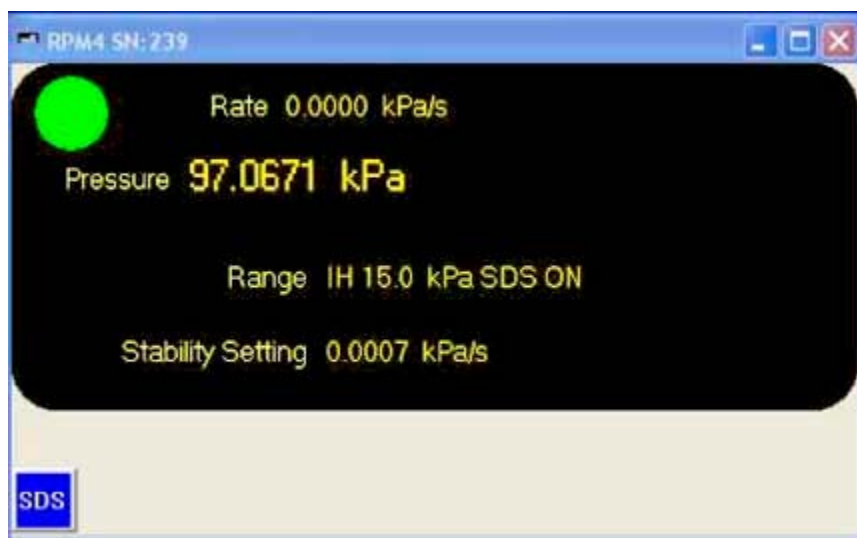 RPM4 SN:239
Rate 0.0000 kPa/s
Pressure 97.0671 kPa
Range IH 15.0 kPa SDS ON
Stability Setting 0.0007 kPa/s
SDS